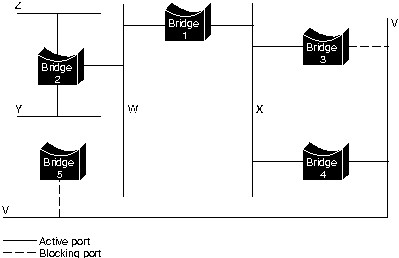 Z
V
Bridge
1
Bridge
3
Bridge
2
Y
W
X
Bridge
5
Bridge
4
V
Active port
Blocking port